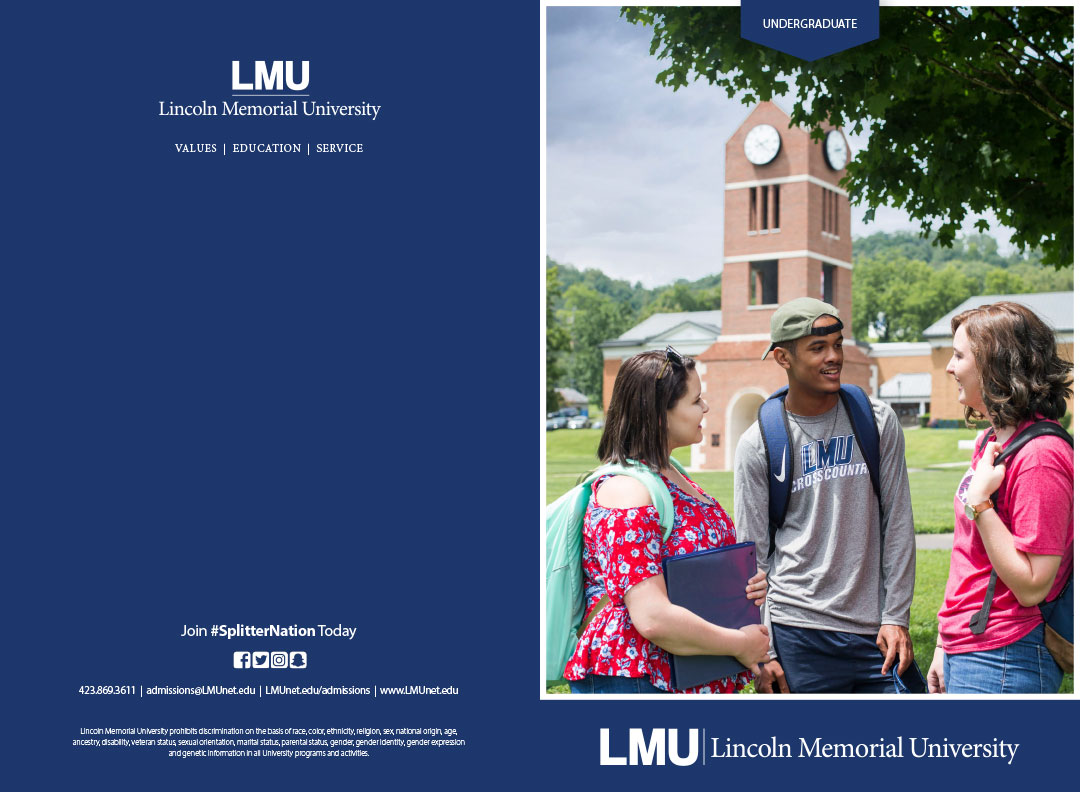 LMU
Lincoln Memorial University
VALUES | EDUCATION | SERVICE
Join #SplitterNation Today
423.869.3611 | admissions@LMUnet.edu | LMUnet.edu/admissions | www.LMUnet.edu
Lincoln Memorial University prohibits discrimination on the basis of race, color, ethnicity, religion, sex, national origin, age,
ancestry, disability, veteran status, sexual orientation, marital status, parental status, gender, gender identity, gender expression
and genetic information in all University programs and activities.
UNDERGRADUATE
LMU
CROSS COUNTR
LMU | Lincoln Memorial University